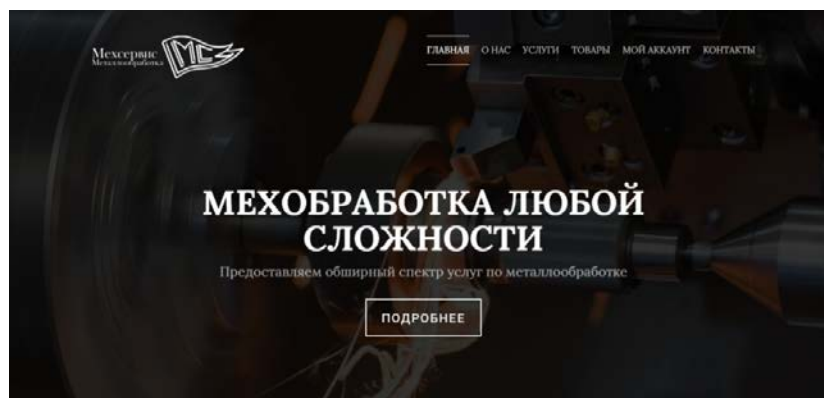 Мехсервис
Металлообработка
МС
ГЛАВНАЯ О НАС УСЛУГИ ТОВАРЫ МОЙ АККАУНТ КОНТАКТЫ
МЕХОБРАБОТКА ЛЮБОЙ
СЛОЖНОСТИ
Предоставляем обширный спектр услуг по металлообработке
ПОДРОБНЕЕ